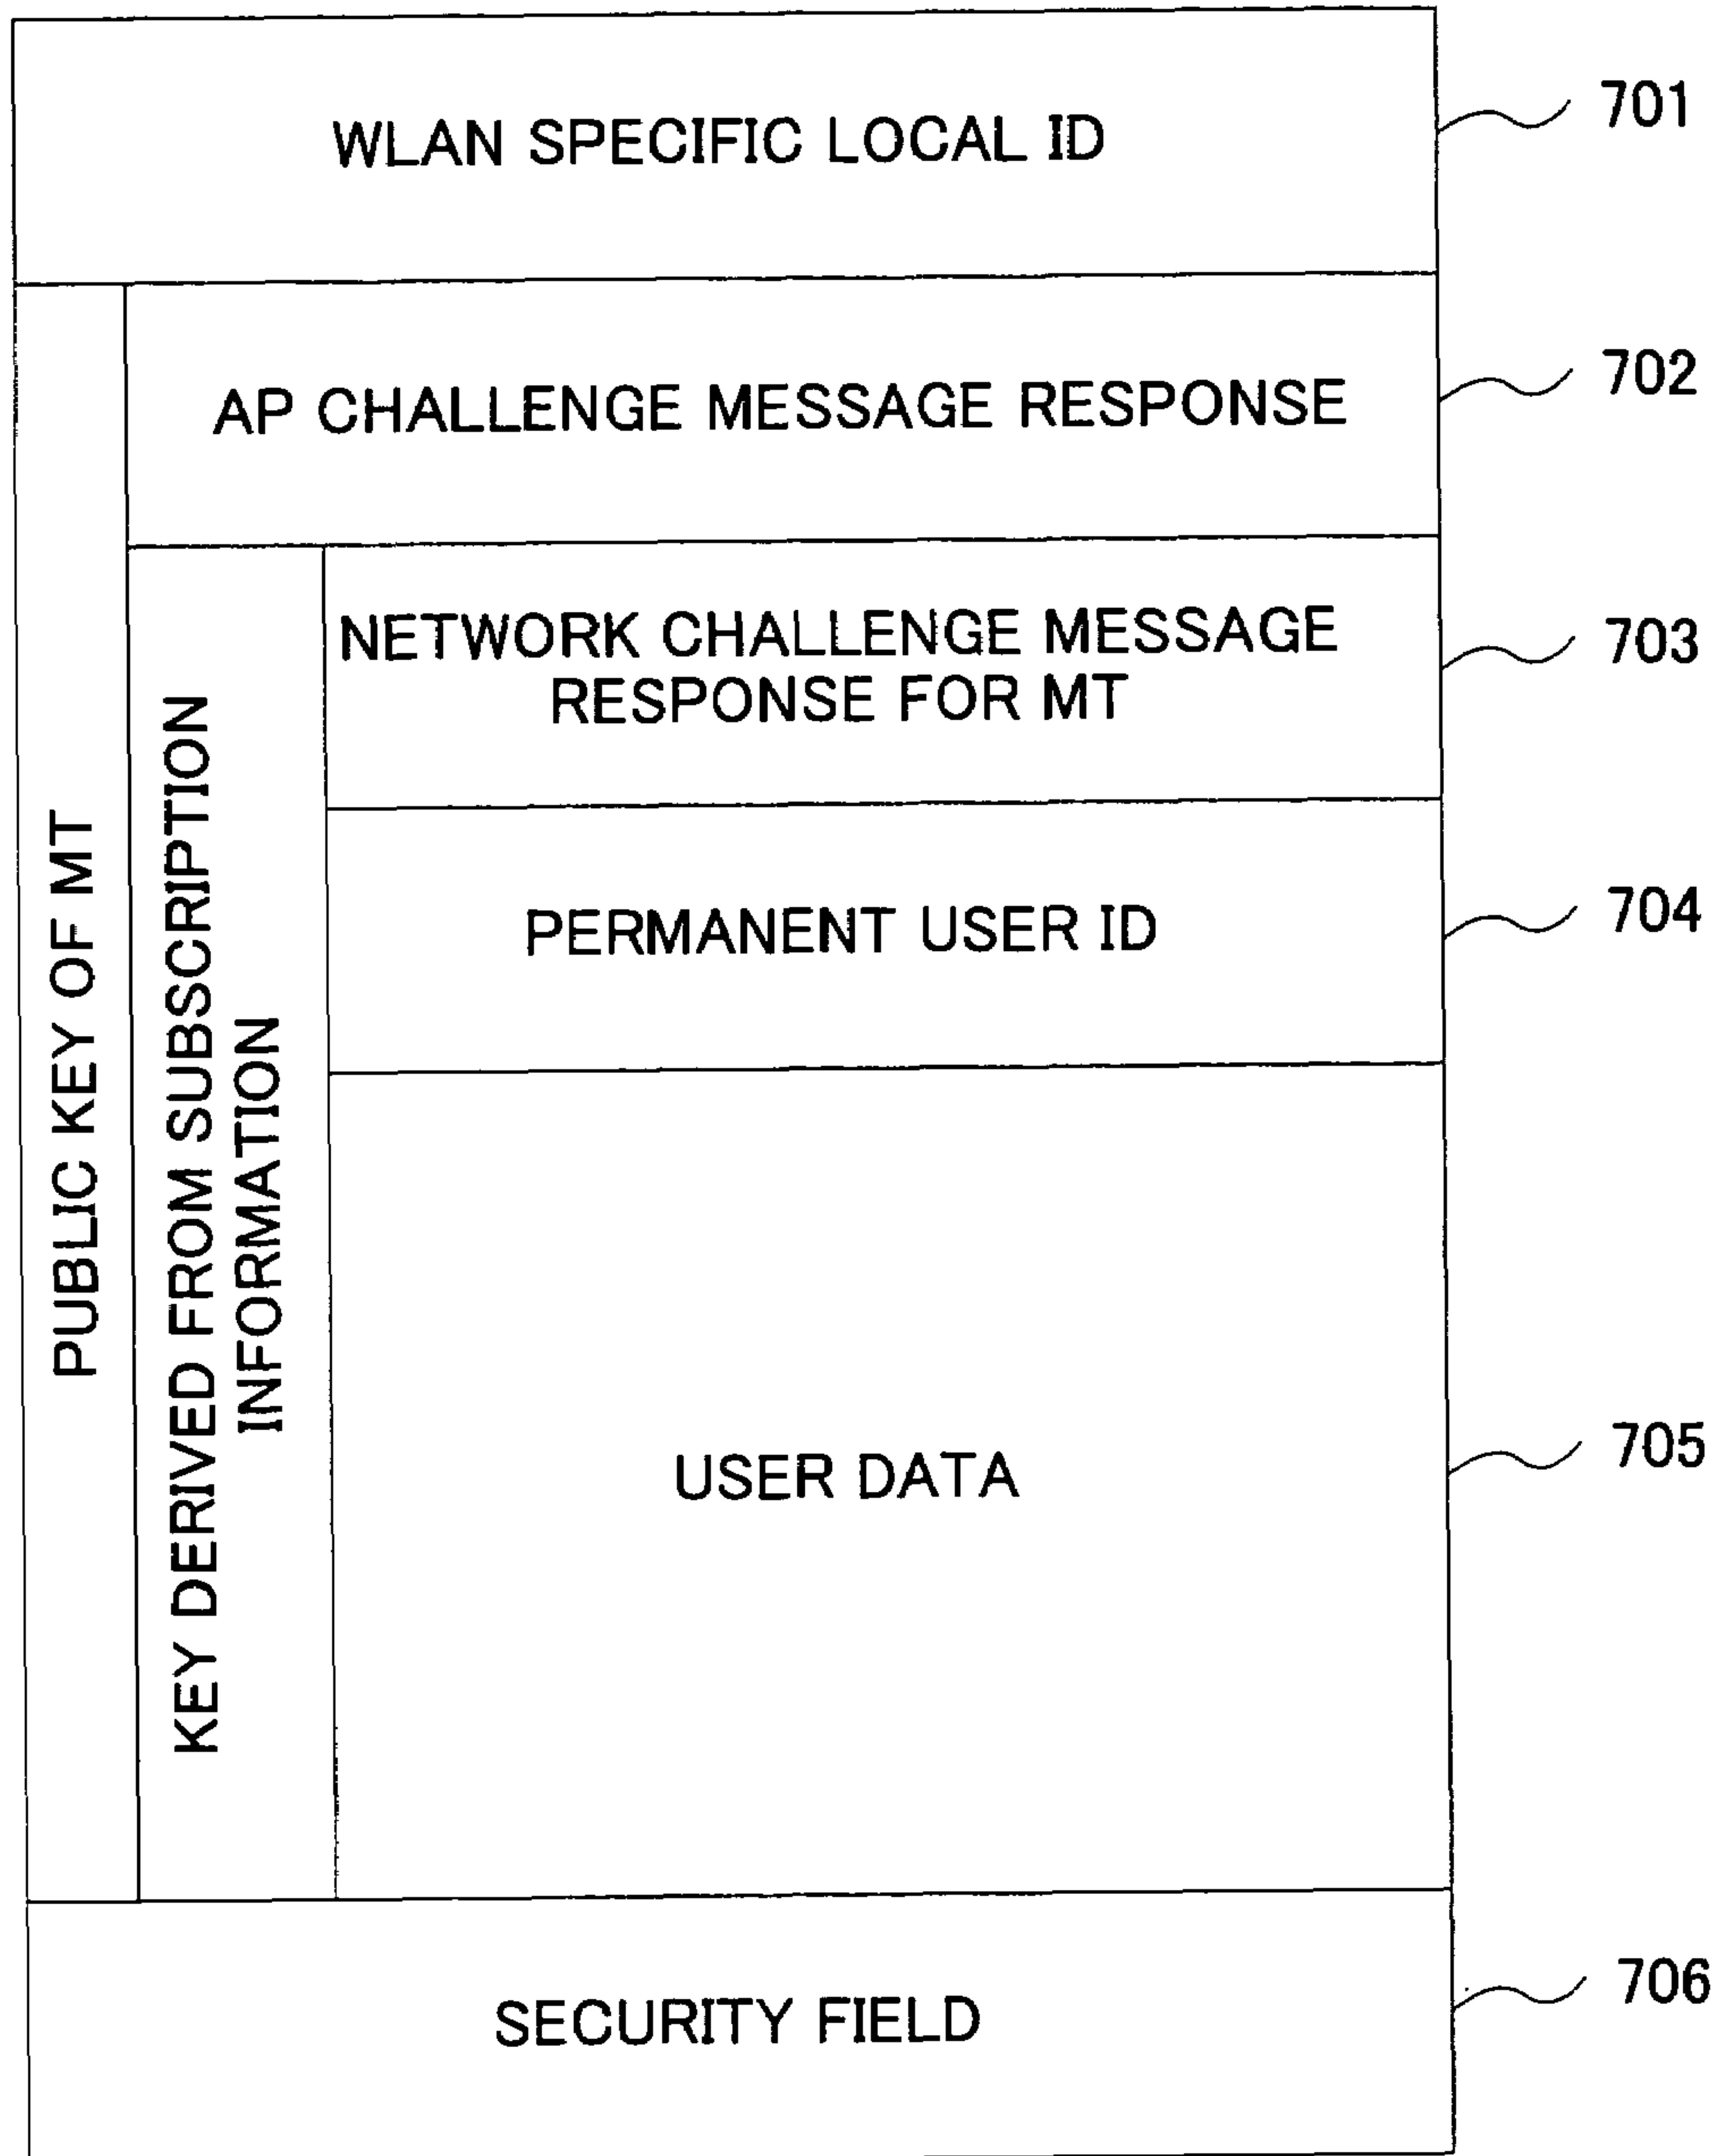 WLAN SPECIFIC LOCAL ID
701
AP CHALLENGE MESSAGE RESPONSE
702
NETWORK CHALLENGE MESSAGE
RESPONSE FOR MT
703
PERMANENT USER ID
704
PUBLIC KEY OF MT
KEY DERIVED FROM SUBSCRIPTION
INFORMATION
USER DATA
705
SECURITY FIELD
706